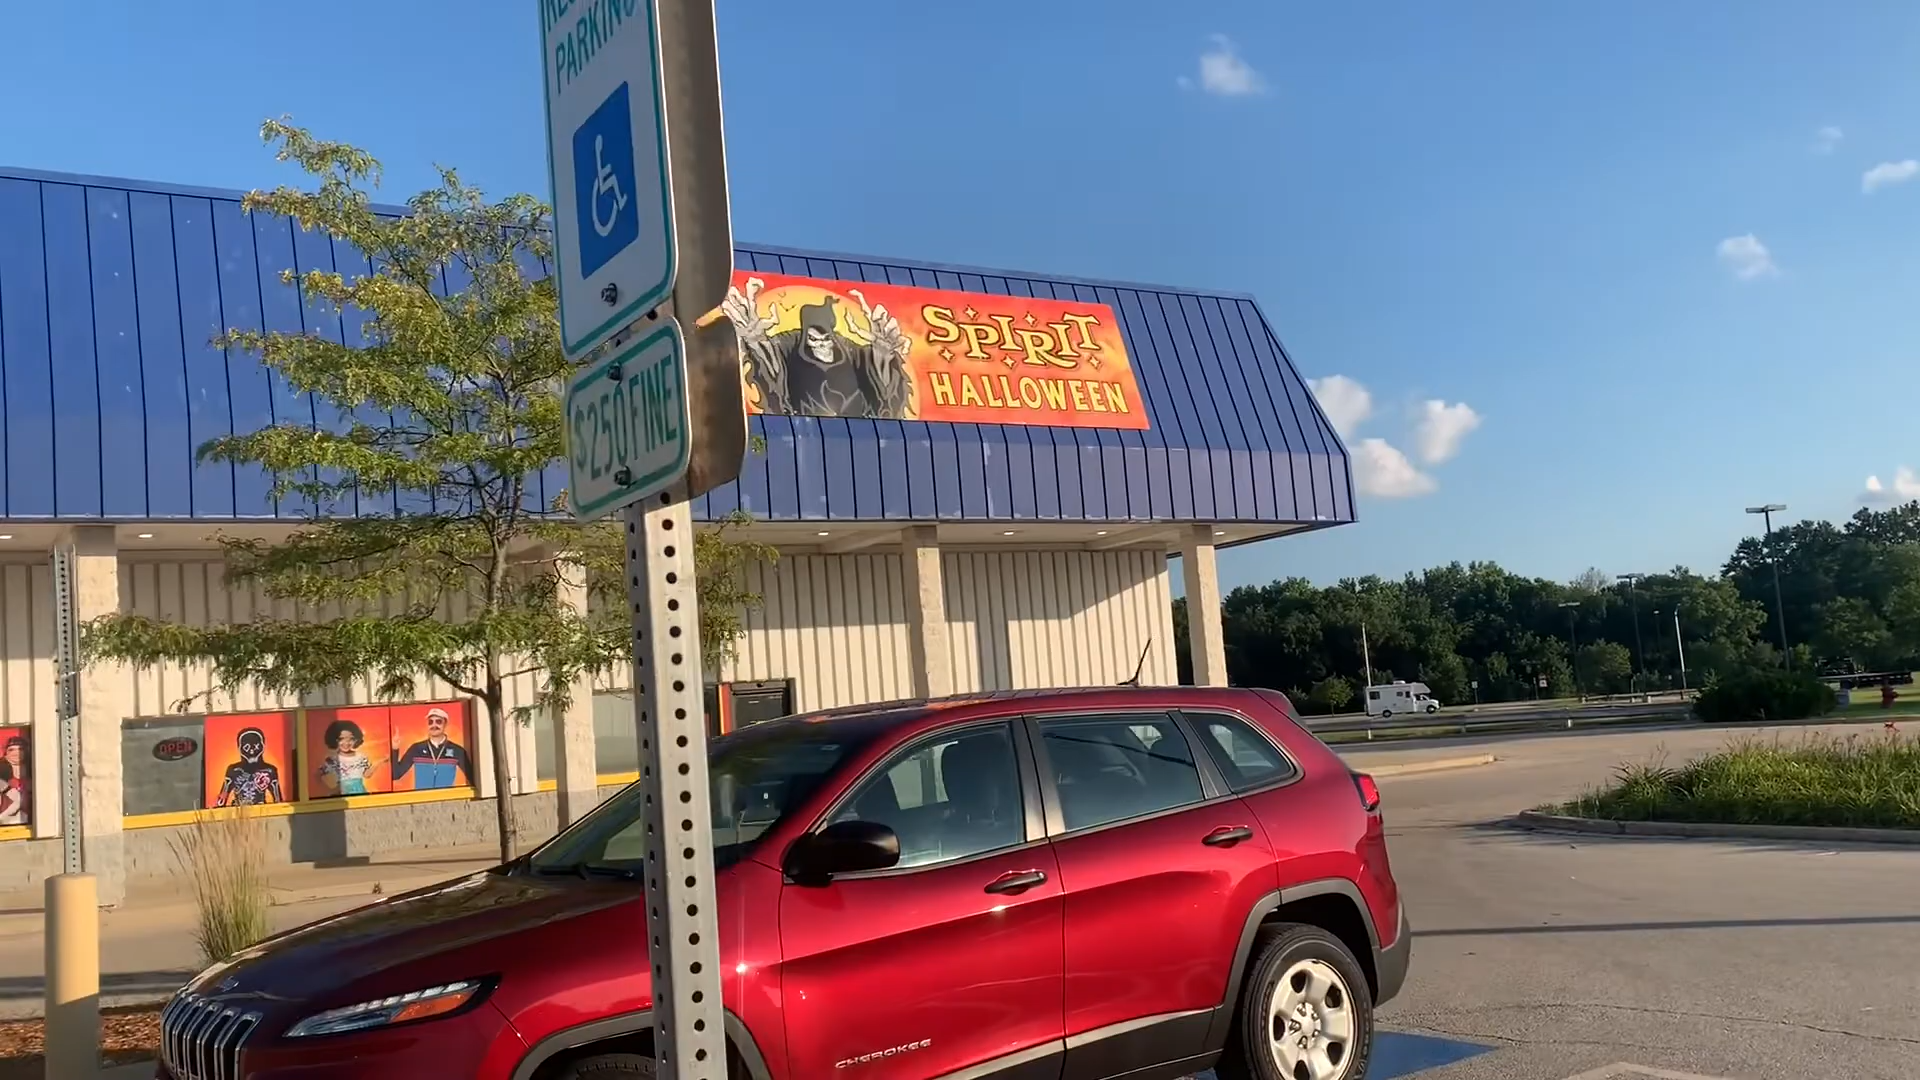 PARKING
$250 FINE
SPIRIT
HALLOWEEN
OPEN
CHEROKEE